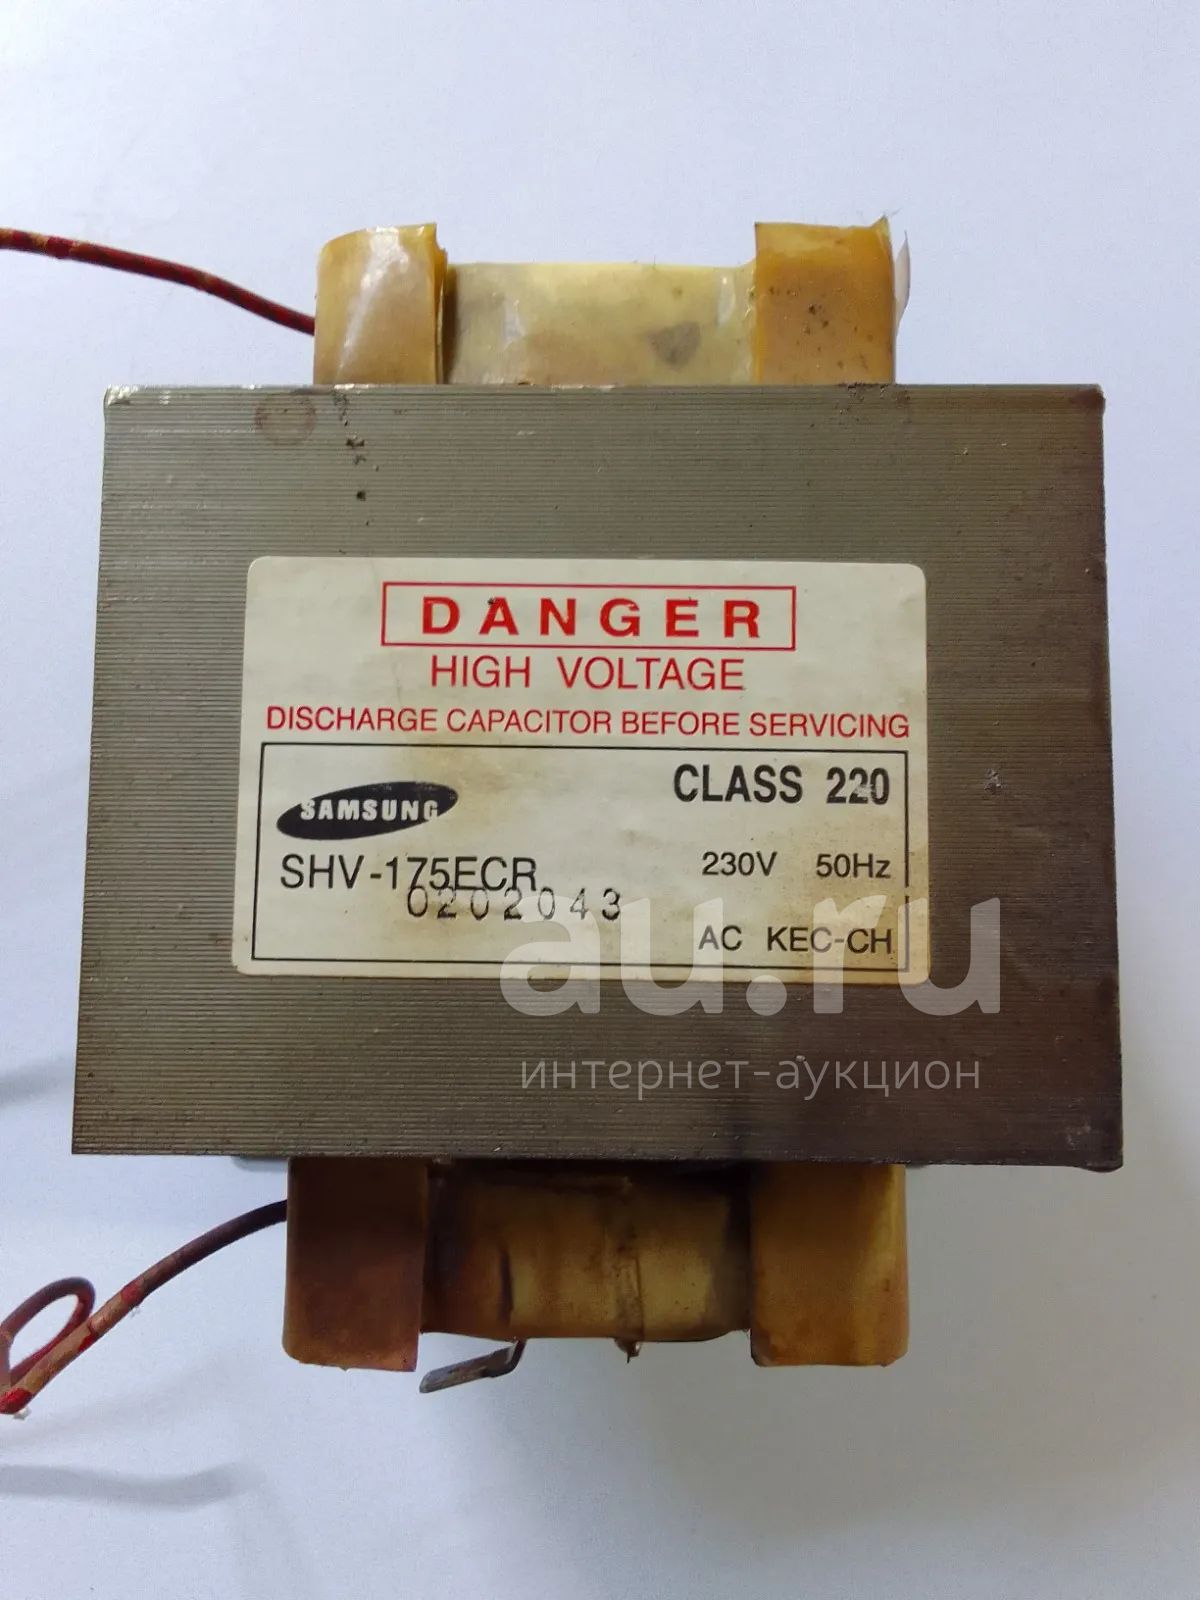 DANGER
HIGH VOLTAGE
DISCHARGE CAPACITOR BEFORE SERVICING
SAMSUNG
CLASS 220
SHV-175ECR
230V 50Hz
0202043
AC KEC-CH
au.ru
интернет-аукцион